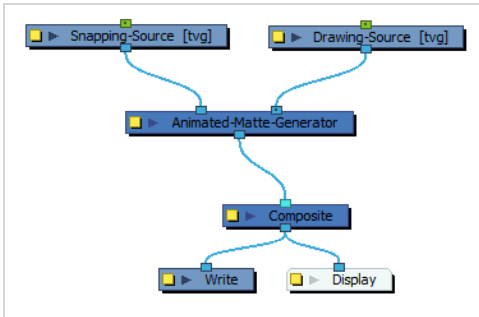 Snapping-Source [tvg]
Drawing-Source [tvg]
Animated-Matte-Generator
Composite
Write
Display